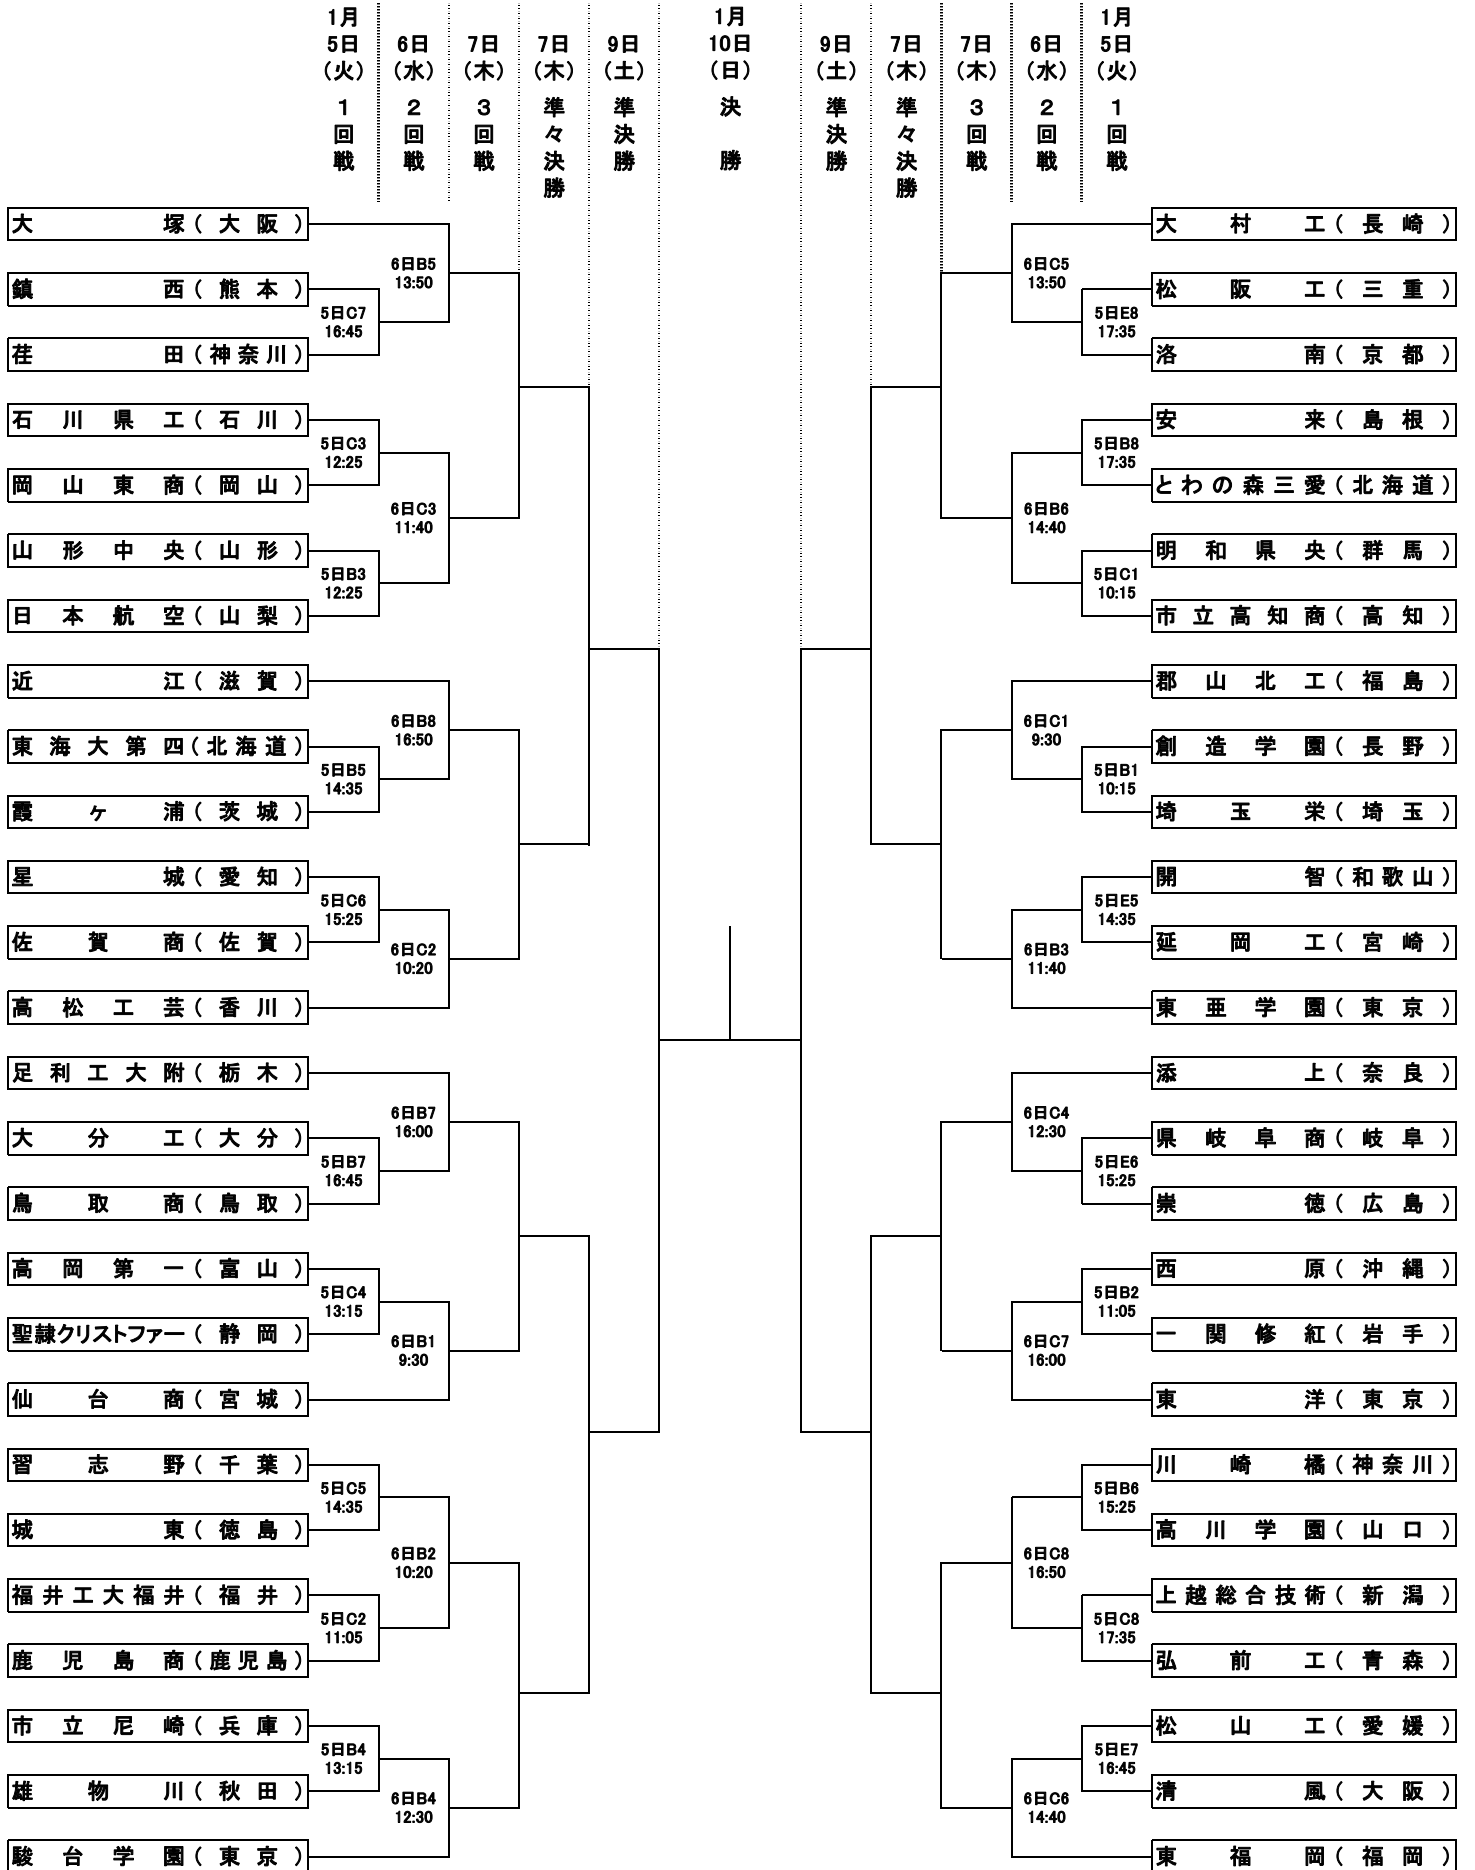 1月 5日 (火) 1回戦
6日 (水) 2回戦
7日 (木) 3回戦
7日 (木) 準々決勝
9日 (土) 準決勝
1月 10日 (日) 決勝
9日 (土) 準決勝
7日 (木) 準々決勝
7日 (木) 3回戦
6日 (水) 2回戦
1月 5日 (火) 1回戦
大塚(大阪)
6日B5
13:50
鎮西(熊本)
5日C7
16:45
荏田(神奈川)
石川県工(石川)
5日C3
12:25
岡山東商(岡山)
6日C3
11:40
山形中央(山形)
5日B3
12:25
日本航空(山梨)
近江(滋賀)
6日B8
16:50
東海大第四(北海道)
5日B5
14:35
霞ヶ浦(茨城)
星城(愛知)
5日C6
15:25
佐賀商(佐賀)
6日C2
10:20
高松工芸(香川)
足利工大附(栃木)
6日B7
16:00
大分工(大分)
5日B7
16:45
鳥取商(鳥取)
高岡第一(富山)
5日C4
13:15
聖隷クリストファー(静岡)
6日B1
9:30
仙台商(宮城)
習志野(千葉)
5日C5
14:35
城東(徳島)
6日B2
10:20
福井工大福井(福井)
5日C2
11:05
鹿児島商(鹿児島)
市立尼崎(兵庫)
5日B4
13:15
雄物川(秋田)
6日B4
12:30
駿台学園(東京)
大村工(長崎)
6日C5
13:50
松阪工(三重)
5日E8
17:35
洛南(京都)
安来(島根)
5日B8
17:35
とわの森三愛(北海道)
6日B6
14:40
明和県央(群馬)
5日C1
10:15
市立高知商(高知)
郡山北工(福島)
6日C1
9:30
創造学園(長野)
5日B1
10:15
埼玉栄(埼玉)
開智(和歌山)
5日E5
14:35
延岡工(宮崎)
6日B3
11:40
東亜学園(東京)
添上(奈良)
6日C4
12:30
県岐阜商(岐阜)
5日E6
15:25
崇徳(広島)
西原(沖縄)
5日B2
11:05
一関修紅(岩手)
6日C7
16:00
東洋(東京)
川崎橘(神奈川)
5日B6
15:25
高川学園(山口)
6日C8
16:50
上越総合技術(新潟)
5日C8
17:35
弘前工(青森)
松山工(愛媛)
5日E7
16:45
清風(大阪)
6日C6
14:40
東福岡(福岡)